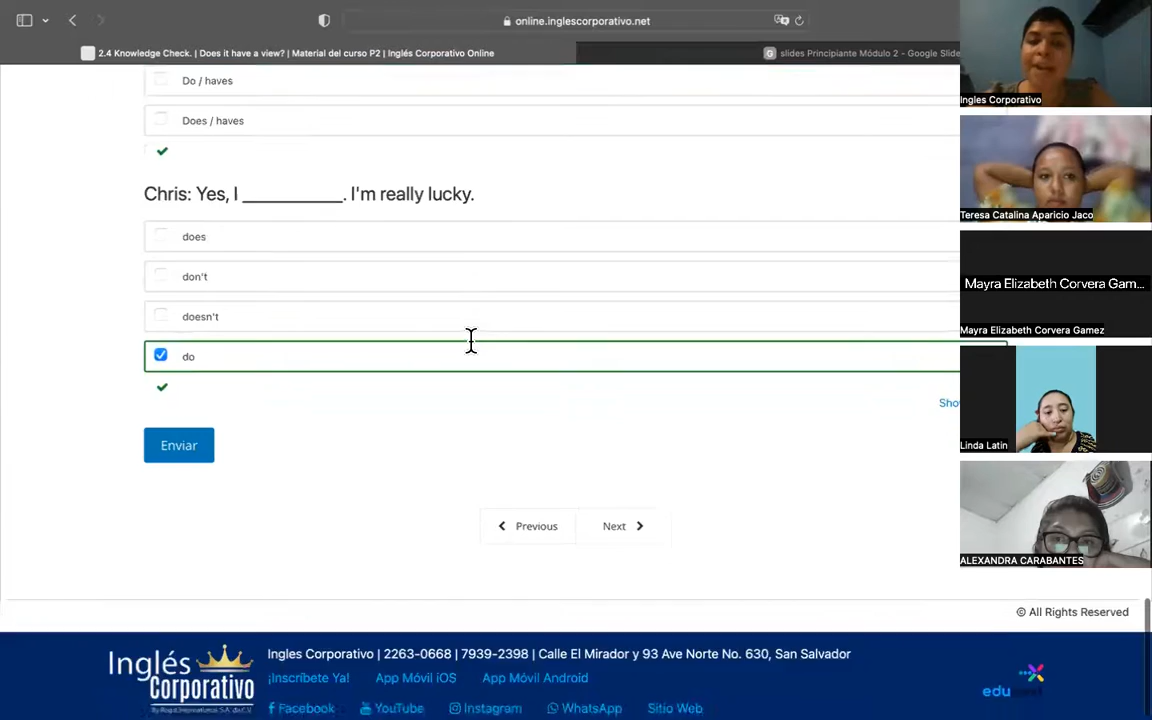 online.inglescorporativo.net
2.4 Knowledge Check. | Does it have a view? | Material del curso P2 | Inglés Corporativo Online
slides Principiante Módulo 2 - Google Slide
Do / haves
Does / haves
Chris: Yes, I ___________. I'm really lucky.
does
don't
doesn't
do
Enviar
Previous
Next
© All Rights Reserved
Inglés Corporativo
Ingles Corporativo | 2263-0668 | 7939-2398 | Calle El Mirador y 93 Ave Norte No. 630, San Salvador
¡Inscríbete Ya!
App Móvil iOS
App Móvil Android
Facebook
YouTube
Instagram
WhatsApp
Sitio Web
Ingles Corporativo
Teresa Catalina Aparicio Jaco
Mayra Elizabeth Corvera Gam...
Mayra Elizabeth Corvera Gamez
Linda Latin
ALEXANDRA CARABANTES